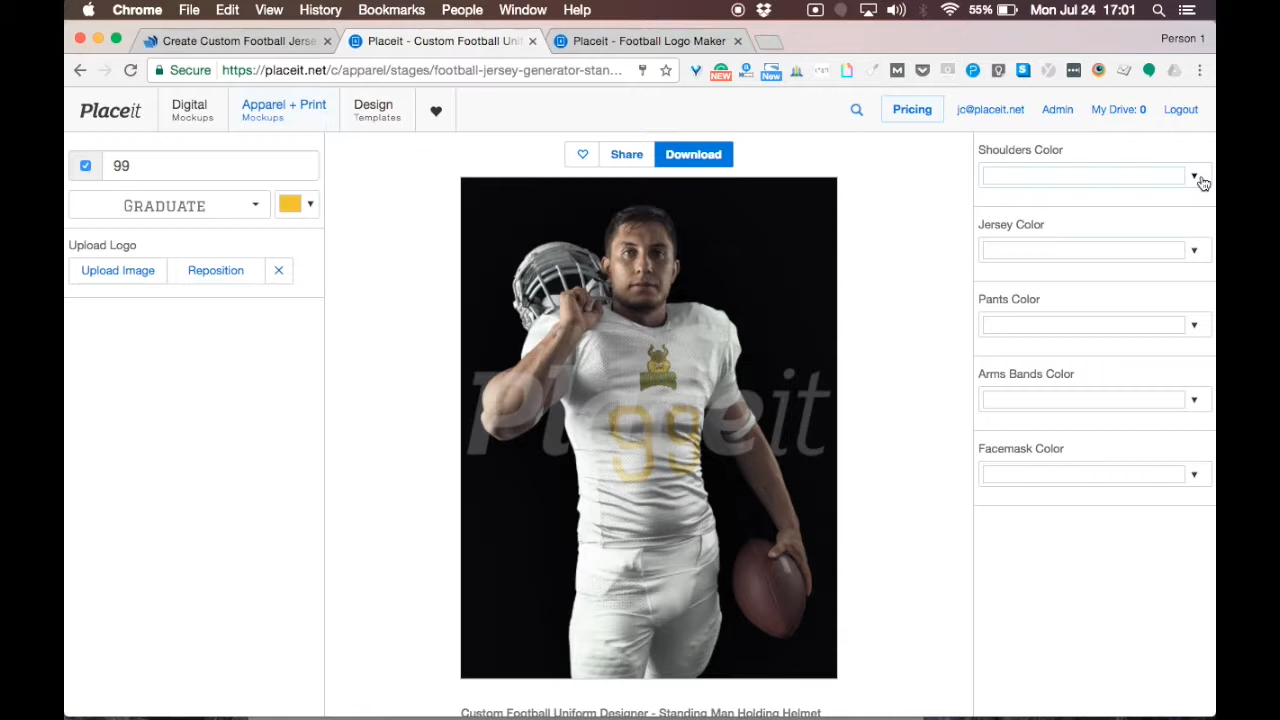 Chrome File Edit View History Bookmarks People Window Help 55% Mon Jul 24 17:01
Create Custom Football Jerse Placeit - Custom Football Uni Placeit - Football Logo Maker Person 1
Secure https://placeit.net/c/apparel/stages/football-jersey-generator-stan...
NEW New
Placeit Digital Mockups Apparel + Print Mockups Design Templates Pricing jc@placeit.net Admin My Drive: 0 Logout
99
GRADUATE
Upload Logo
Upload Image Reposition
Share Download
Placeit
99
Custom Football Uniform Designer - Standing Man Holding Helmet
Shoulders Color
Jersey Color
Pants Color
Arms Bands Color
Facemask Color